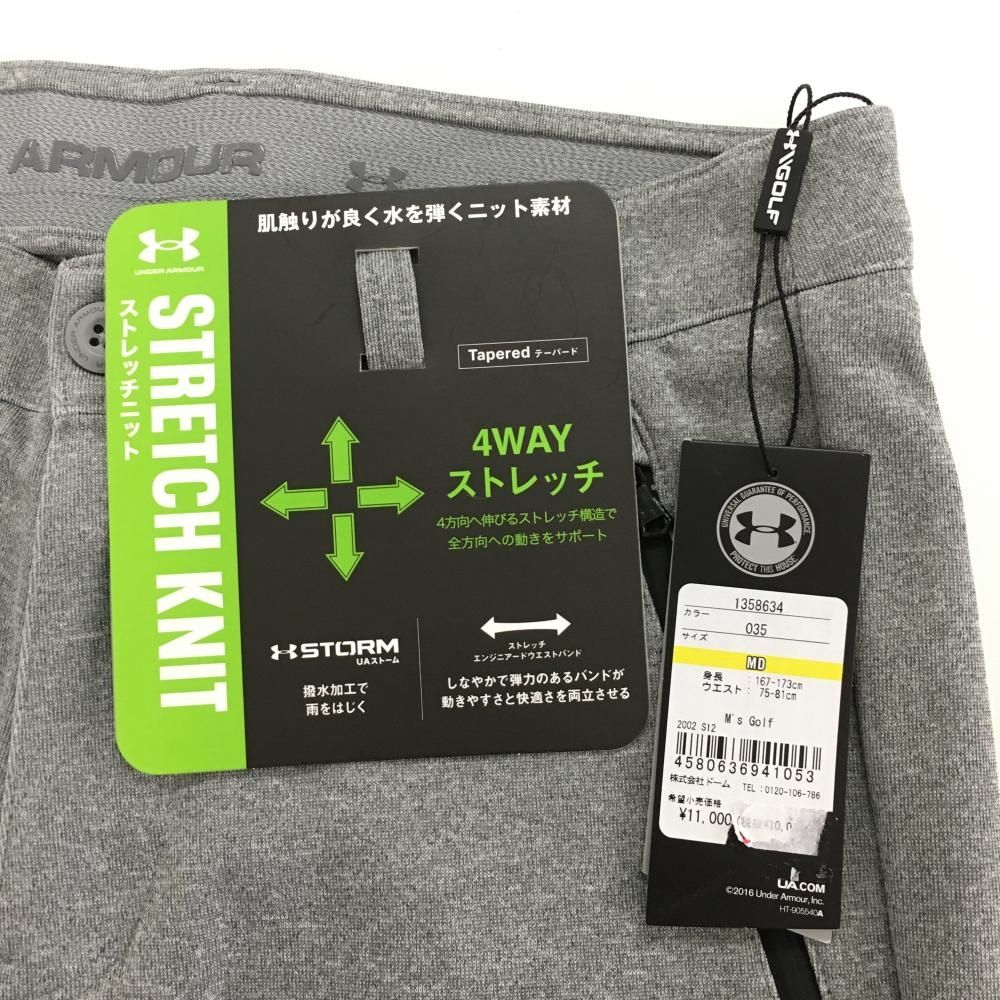 ARMOUR
UNDER ARMOUR
STRETCH KNIT
ストレッチニット
肌触りが良く水を弾くニット素材
Tapered テーパード
4WAY
ストレッチ
4方向へ伸びるストレッチ構造で
全方向への動きをサポート
STORM
UAストーム
撥水加工で
雨をはじく
ストレッチ
エンジニアードウエストバンド
しなやかで弾力のあるバンドが
動きやすさと快適さを両立させる
UNDER ARMOUR
GOLF
UNIVERSAL GUARANTEE OF PERFORMANCE
PROTECT THIS HOUSE
1358634
カラー
035
サイズ
MD
身長 : 167-173cm
ウエスト : 75-81cm
M's Golf
2002 S12
4580636941053
株式会社ドーム TEL:0120-106-786
希望小売価格
¥11,000
UA.COM
©2016 Under Armour, Inc.
HT-905540A